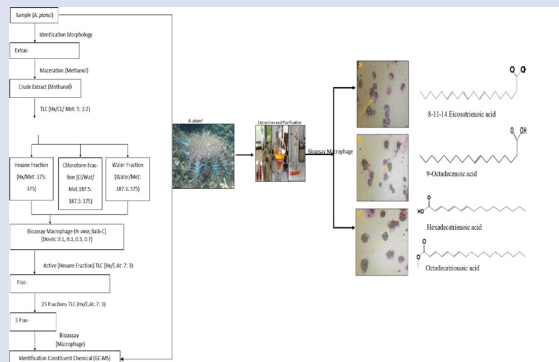 Sample (A. planci)
Identification Morphology
Extrac-
Maceration (Methanol)
Crude Extract (Methanol)
TLC (Hx/Cl/ Met: 5: 3:2)
Hexane Fraction
(Hx/Met: 375:
375)
Chloroform Frac-
tion (Cl/Wat/
Met:187.5:
187.5: 375)
Water Fraction
(Water/Met:
187.5: 375)
Bioassay Macrophage (In vivo; Balb-C)
[Doses: 0.1, 0.3, 0.5, 0.7]
Active (Hexane Fraction) TLC (Hx/E.At: 7: 3)
Frac-
25 Fractions TLC (Hx/E.At: 7: 3)
3 Frac-
Bioassay
(Macrophage)
Identification Constituent Chemical (GC-MS)
A. planci
Extraction and Purification
Bioassay Macrophage
8-11-14 Eicosatrienoic acid
OH
9-Octadecenoic acid
HO
Hexadecatrienoic acid
Octadecatrionoic acid